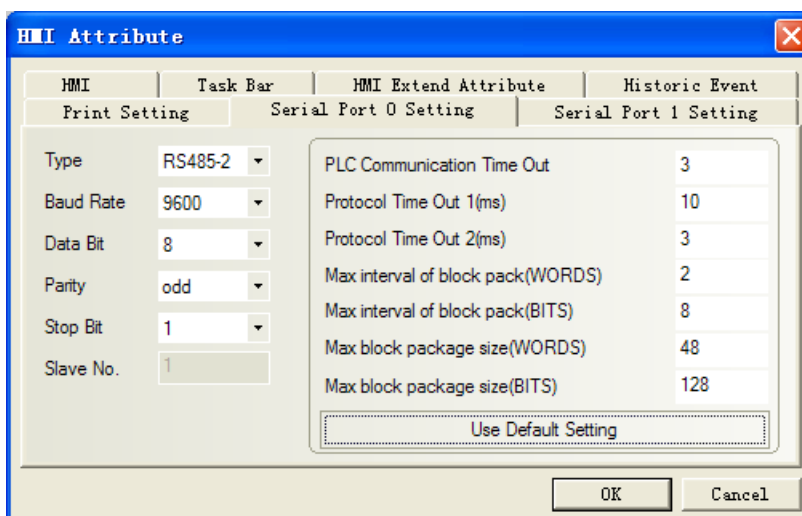 HMI Attribute
HMI Task Bar HMI Extend Attribute Historic Event
Print Setting Serial Port 0 Setting Serial Port 1 Setting
Type RS485-2
Baud Rate 9600
Data Bit 8
Parity odd
Stop Bit 1
Slave No. 1
PLC Communication Time Out 3
Protocol Time Out 1(ms) 10
Protocol Time Out 2(ms) 3
Max interval of block pack(WORDS) 2
Max interval of block pack(BITS) 8
Max block package size(WORDS) 48
Max block package size(BITS) 128
Use Default Setting
OK Cancel